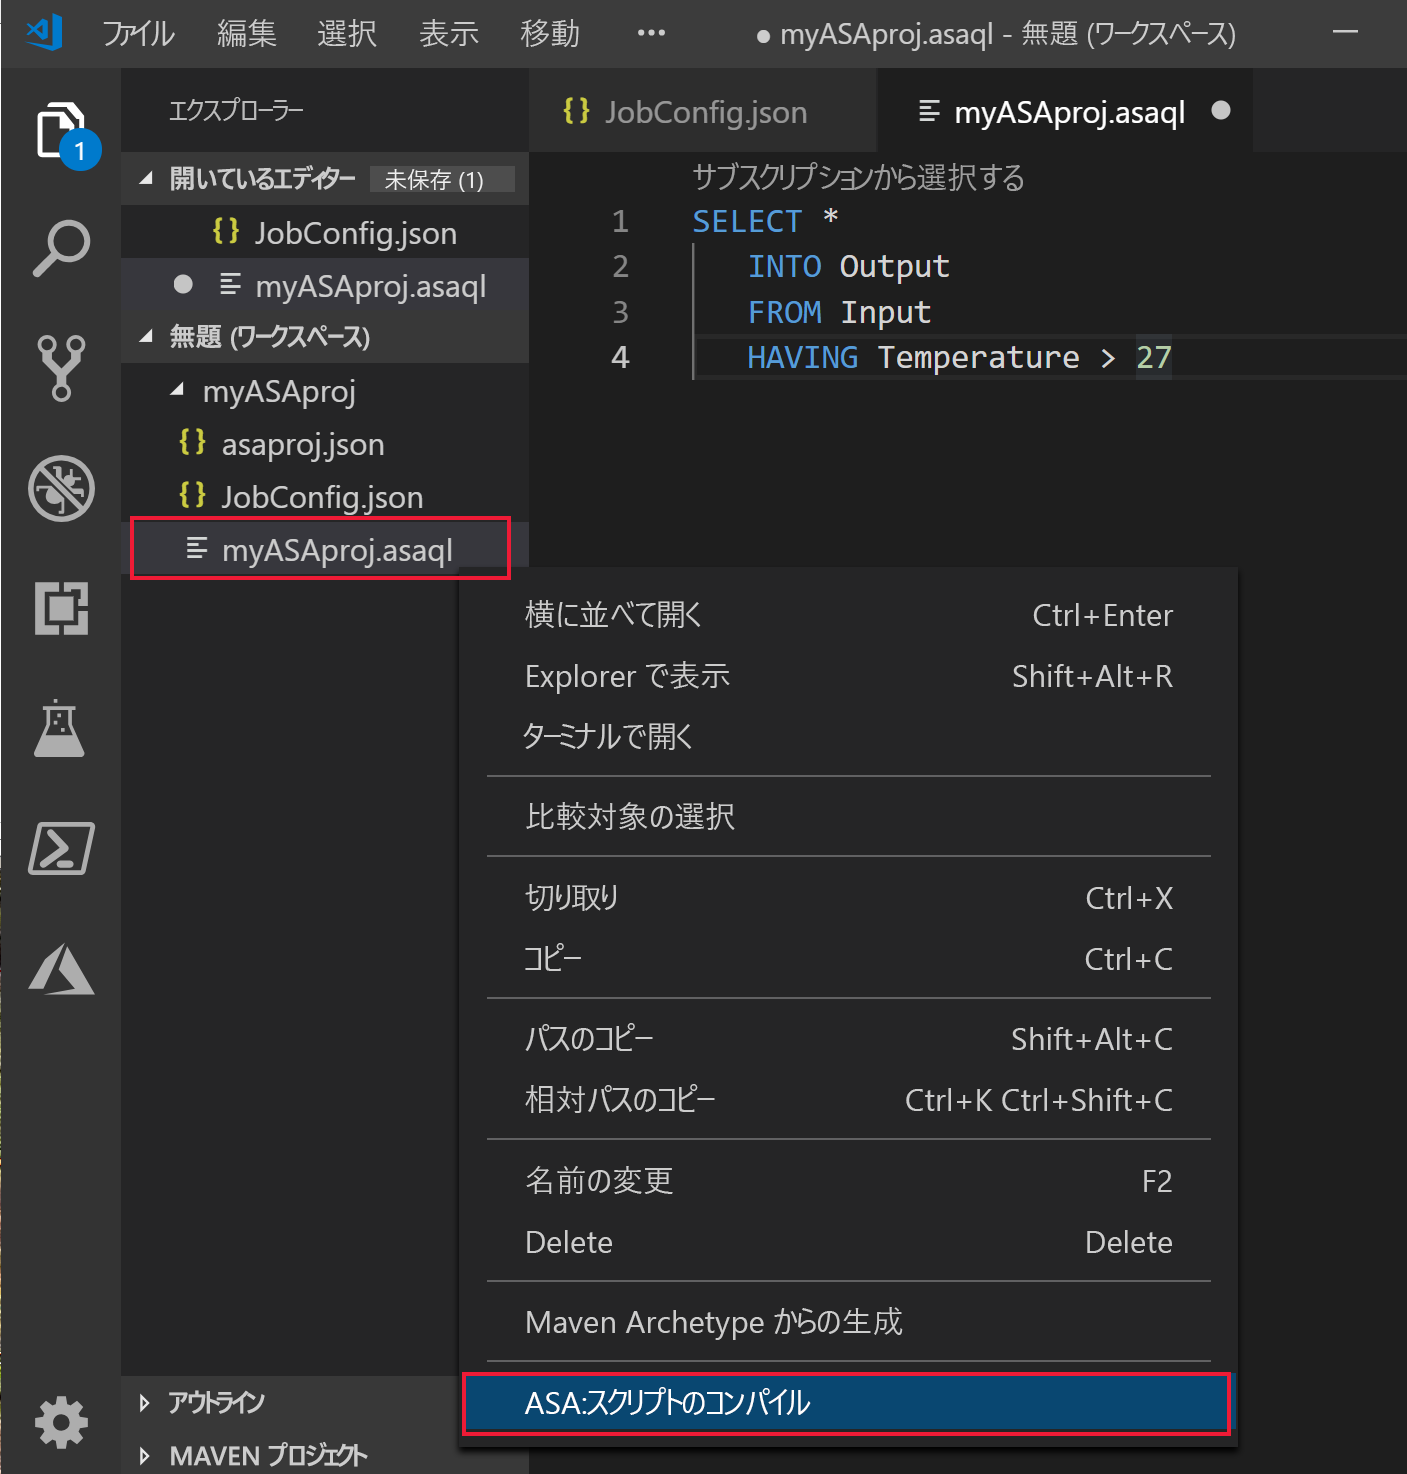 ファイル 編集 選択 表示 移動 ••• ● myASAproj.asaql - 無題 (ワークスペース)
エクスプローラー
1
開いているエディター 未保存 (1)
{} JobConfig.json
● myASAproj.asaql
無題 (ワークスペース)
myASAproj
{} asaproj.json
{} JobConfig.json
myASAproj.asaql
アウトライン
MAVEN プロジェクト
{} JobConfig.json myASAproj.asaql ●
サブスクリプションから選択する
1 SELECT *
2 INTO Output
3 FROM Input
4 HAVING Temperature > 27
横に並べて開く Ctrl+Enter
Explorer で表示 Shift+Alt+R
ターミナルで開く
比較対象の選択
切り取り Ctrl+X
コピー Ctrl+C
パスのコピー Shift+Alt+C
相対パスのコピー Ctrl+K Ctrl+Shift+C
名前の変更 F2
Delete Delete
Maven Archetype からの生成
ASA:スクリプトのコンパイル